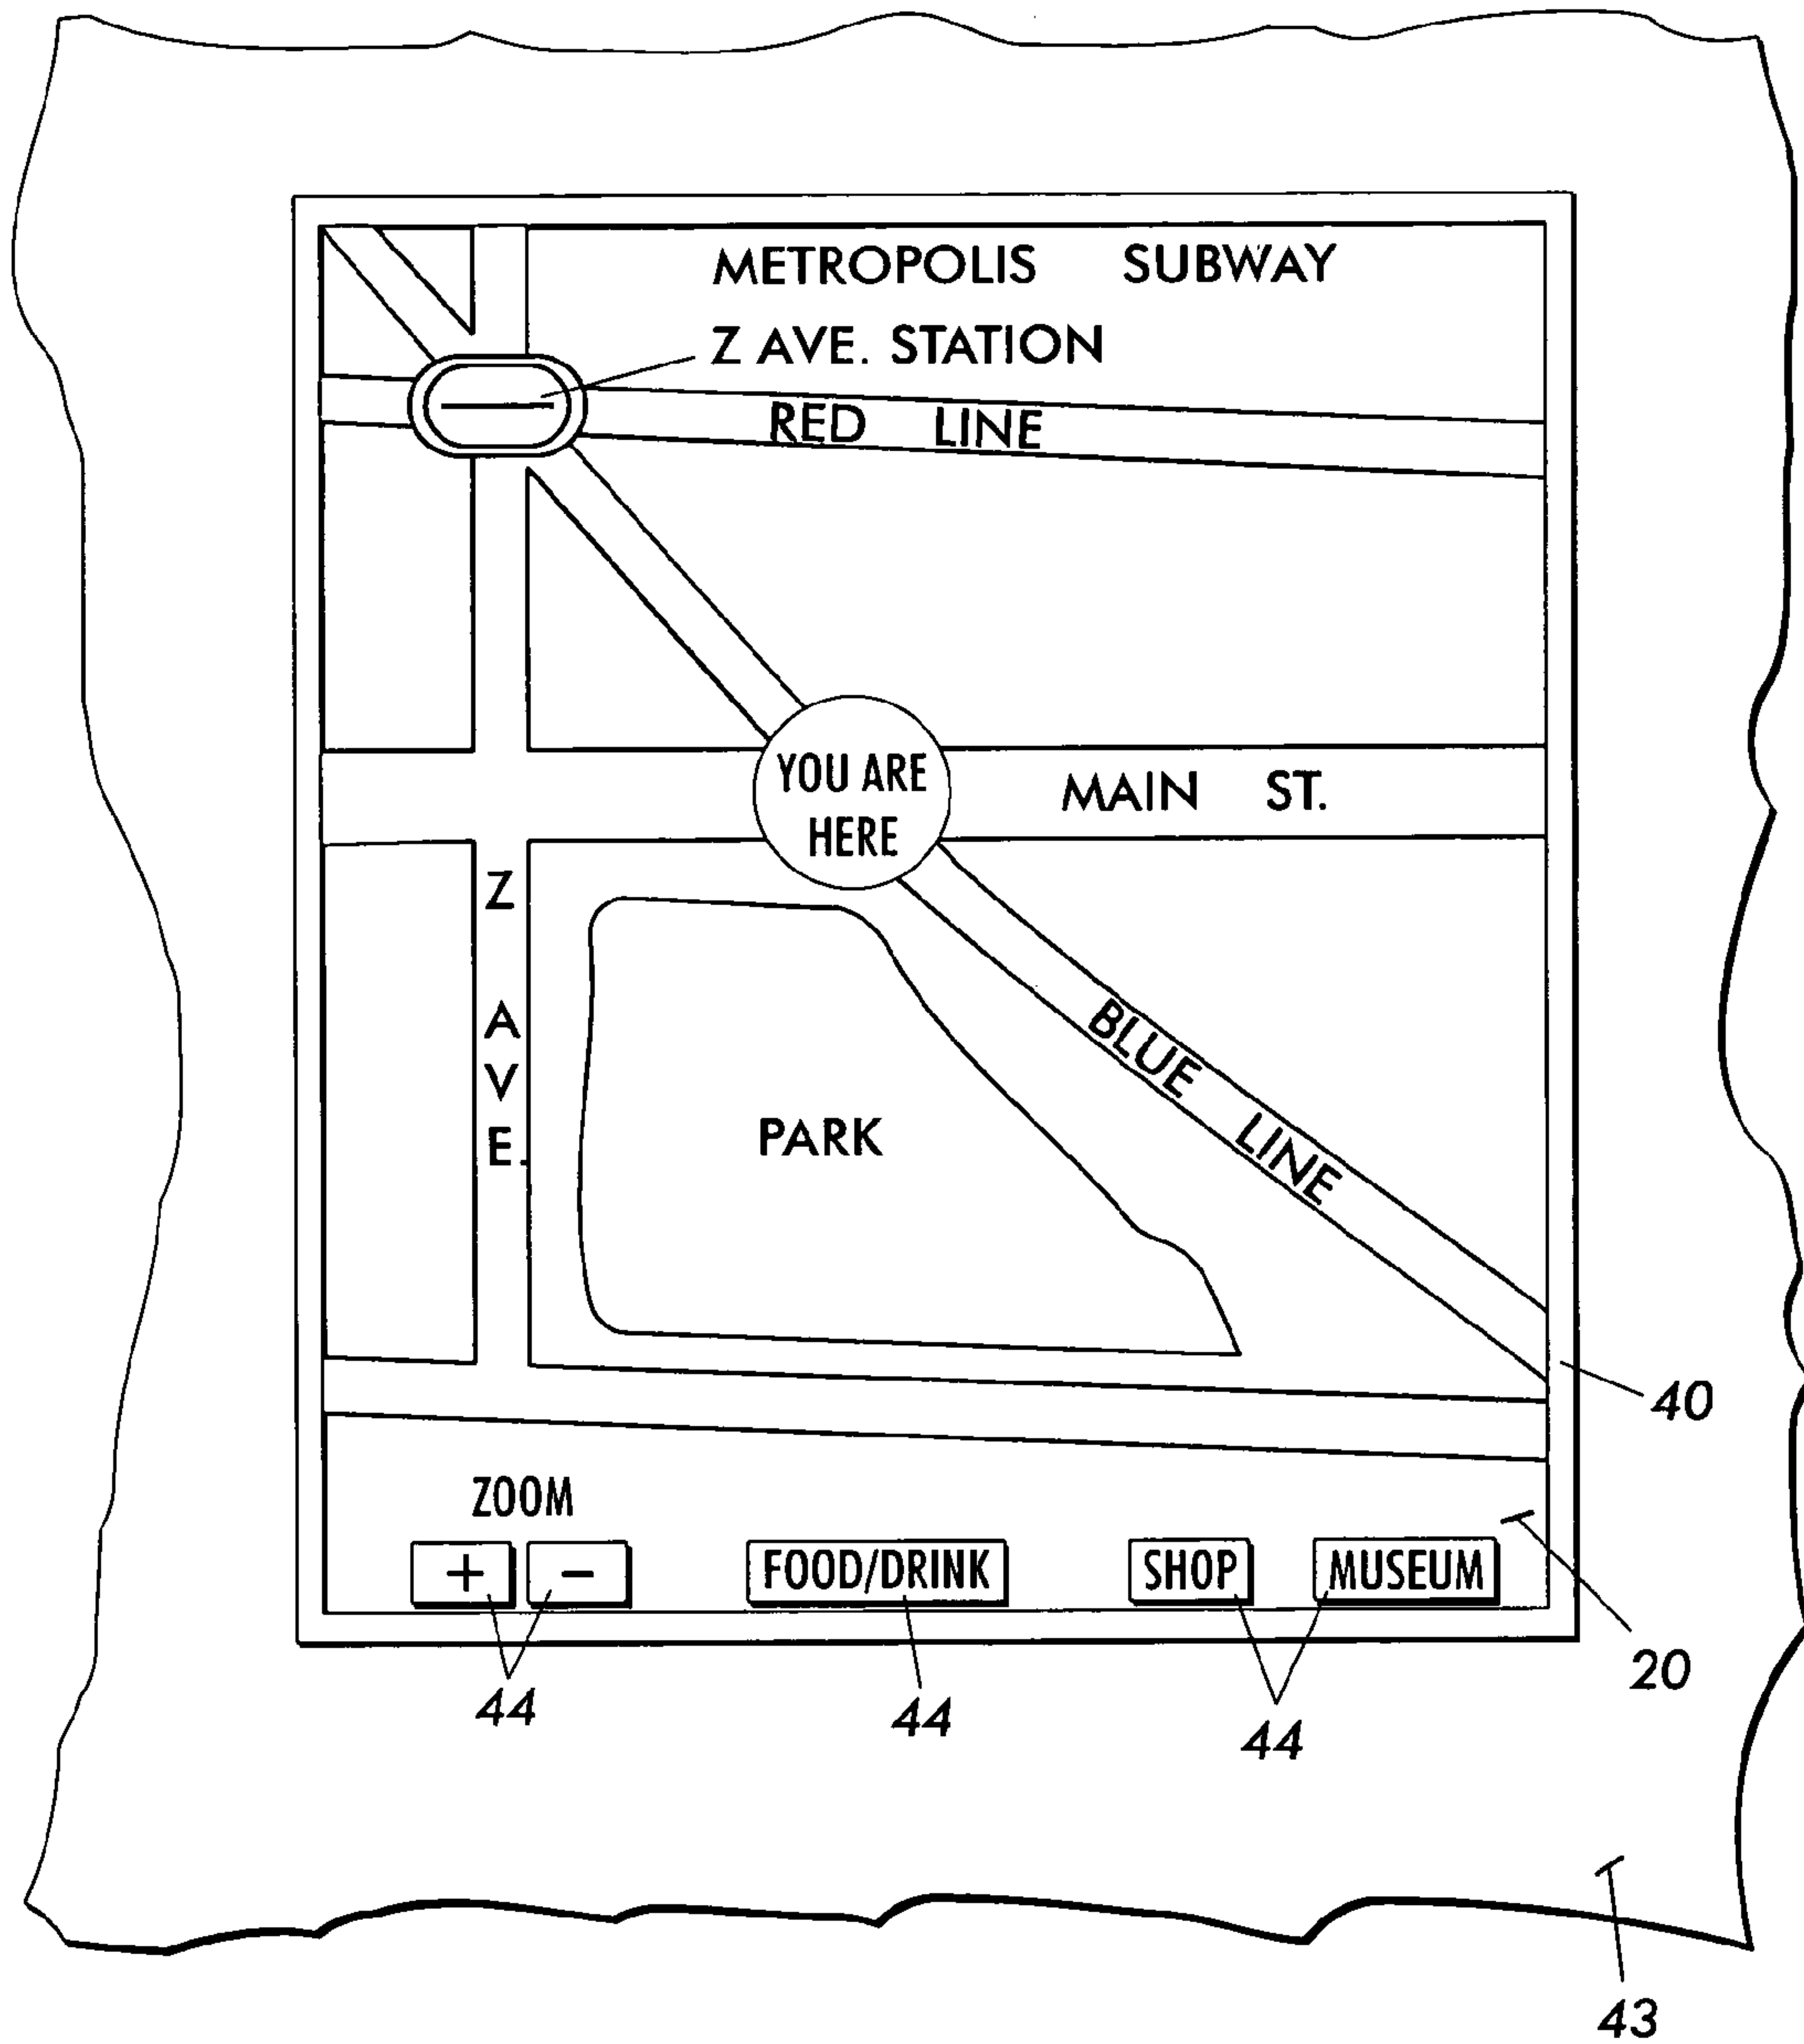 METROPOLIS SUBWAY
Z AVE. STATION
RED LINE
YOU ARE
HERE
MAIN ST.
Z
A
V
E.
BLUE LINE
PARK
40
ZOOM
+ −
FOOD/DRINK
SHOP
MUSEUM
20
44
44
44
43